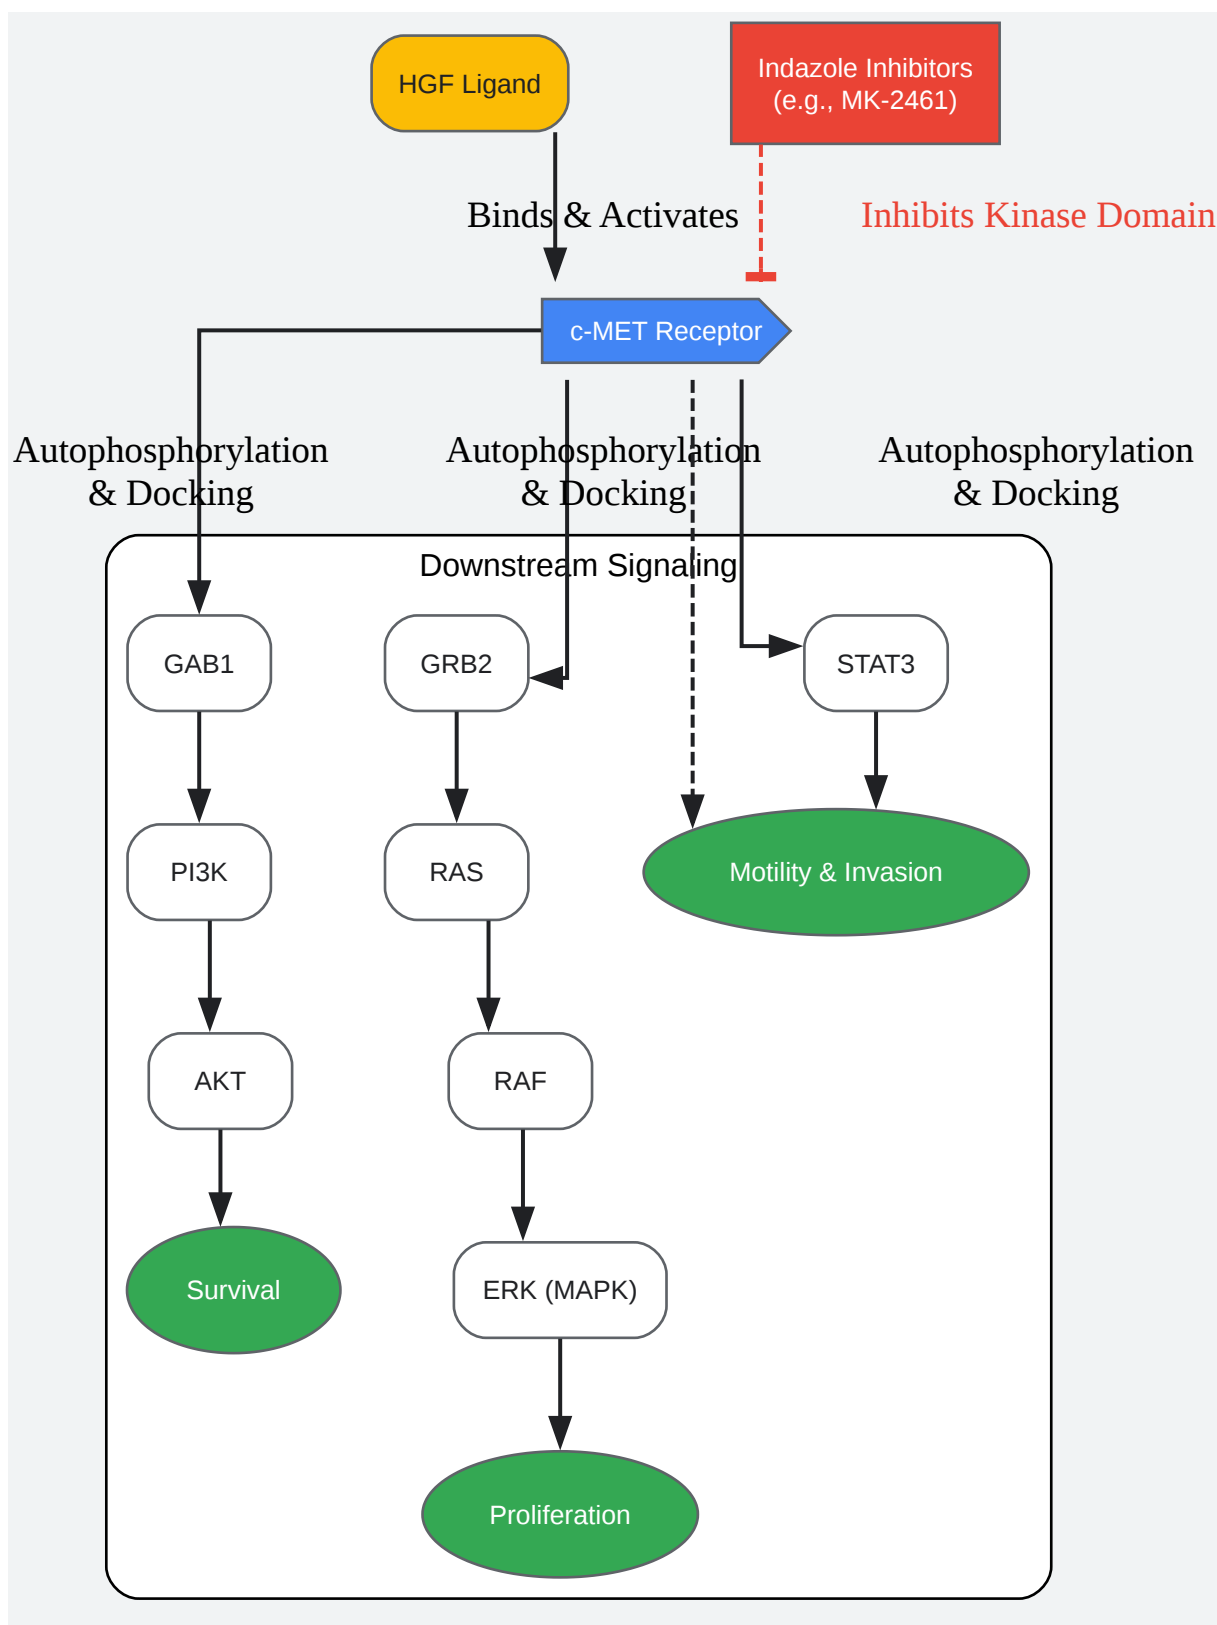 HGF Ligand
Indazole Inhibitors
(e.g., MK-2461)
Binds & Activates
Inhibits Kinase Domain
c-MET Receptor
Autophosphorylation
& Docking
Autophosphorylation
& Docking
Autophosphorylation
& Docking
Downstream Signaling
GAB1
GRB2
STAT3
PI3K
RAS
Motility & Invasion
AKT
RAF
Survival
ERK (MAPK)
Proliferation